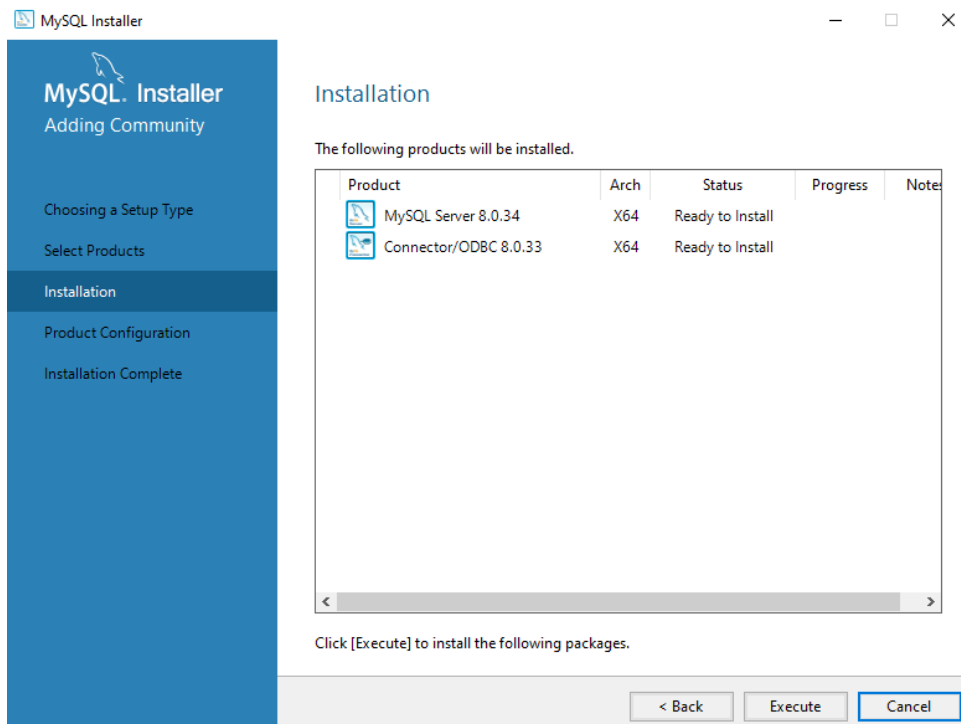 MySQL Installer
MySQL. Installer
Adding Community
Choosing a Setup Type
Select Products
Installation
Product Configuration
Installation Complete
Installation
The following products will be installed.
Product Arch Status Progress Notes
MySQL Server 8.0.34 X64 Ready to Install
Connector/ODBC 8.0.33 X64 Ready to Install
Click [Execute] to install the following packages.
< Back Execute Cancel